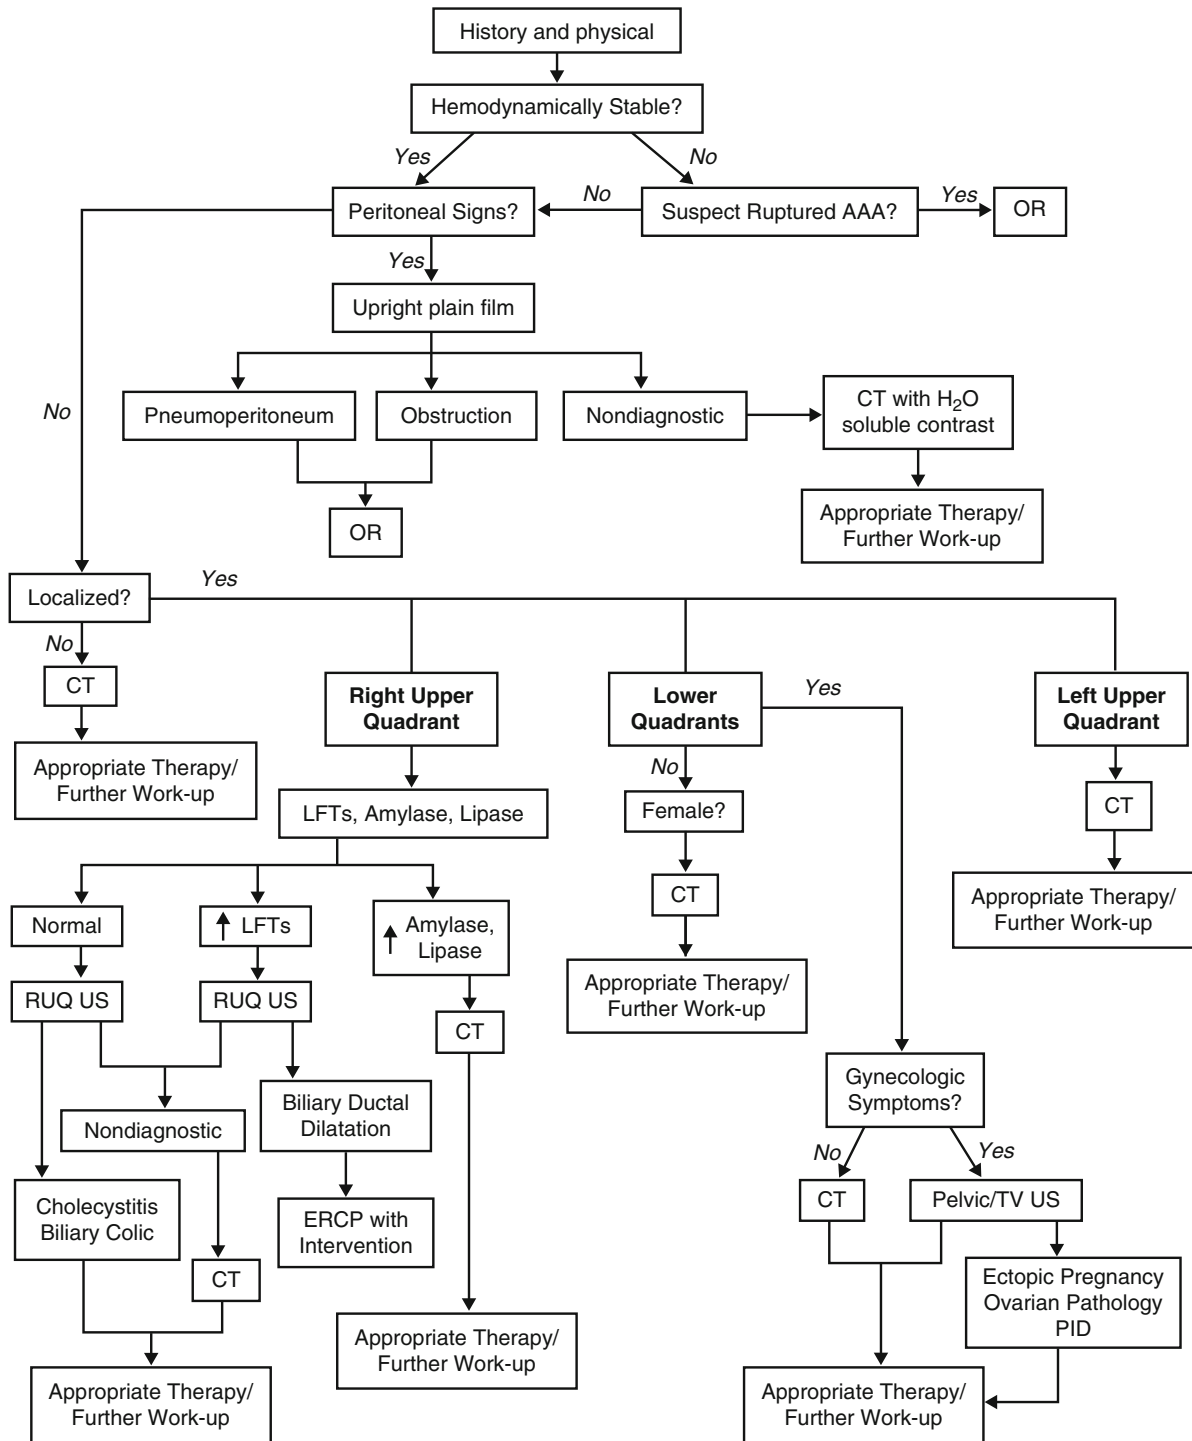 History and physical
Hemodynamically Stable?
Yes
No
Peritoneal Signs?
No
Suspect Ruptured AAA?
Yes
OR
Yes
Upright plain film
No
Pneumoperitoneum
Obstruction
Nondiagnostic
CT with H₂O
soluble contrast
OR
Appropriate Therapy/
Further Work-up
Localized?
Yes
No
CT
Appropriate Therapy/
Further Work-up
Right Upper
Quadrant
Lower
Quadrants
Yes
Left Upper
Quadrant
LFTs, Amylase, Lipase
No
Female?
CT
Appropriate Therapy/
Further Work-up
CT
Appropriate Therapy/
Further Work-up
Normal
↑ LFTs
↑ Amylase,
Lipase
RUQ US
RUQ US
CT
Nondiagnostic
Biliary Ductal
Dilatation
Cholecystitis
Biliary Colic
ERCP with
Intervention
CT
Appropriate Therapy/
Further Work-up
Appropriate Therapy/
Further Work-up
Gynecologic
Symptoms?
No
Yes
CT
Pelvic/TV US
Ectopic Pregnancy
Ovarian Pathology
PID
Appropriate Therapy/
Further Work-up